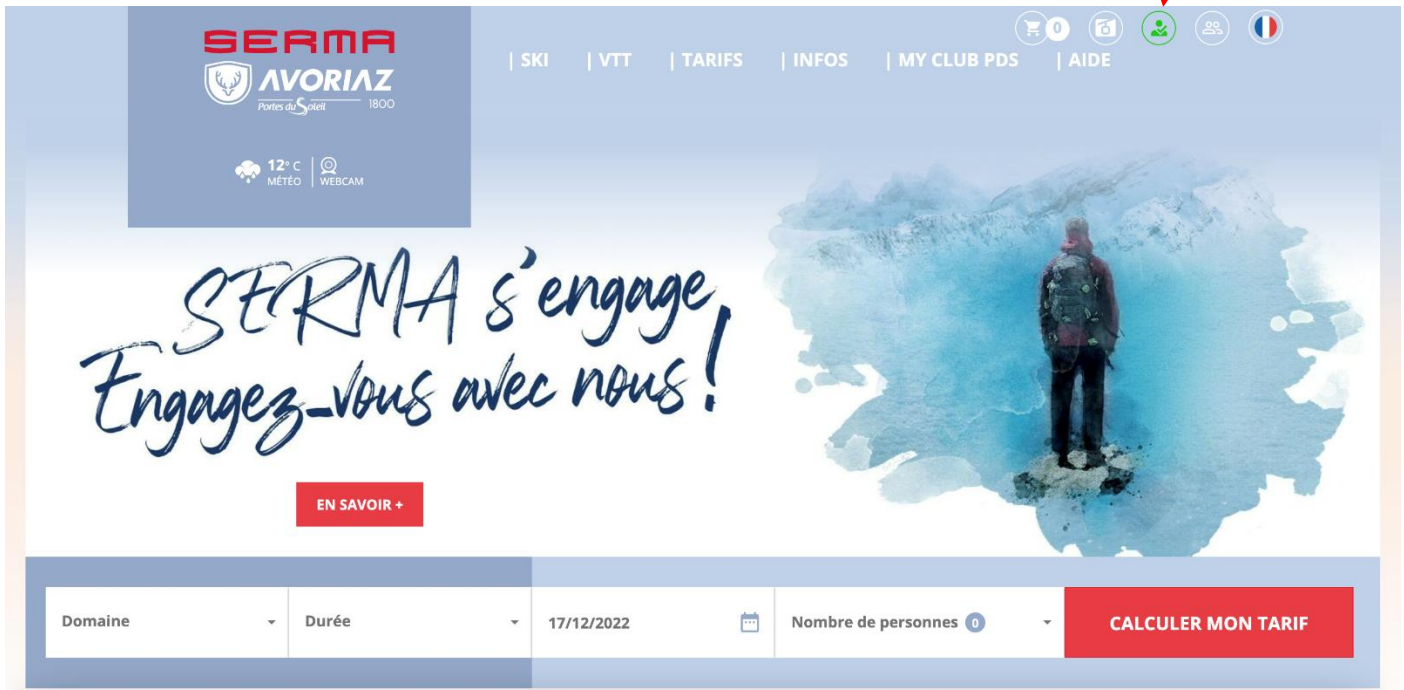 SERMA
AVORIAZ
Portes du Soleil 1800
12° C
MÉTÉO
WEBCAM
0
| SKI | VTT | TARIFS | INFOS | MY CLUB PDS | AIDE
SERMA s'engage,
Engagez-vous avec nous!
EN SAVOIR +
Domaine
Durée
17/12/2022
Nombre de personnes 0
CALCULER MON TARIF